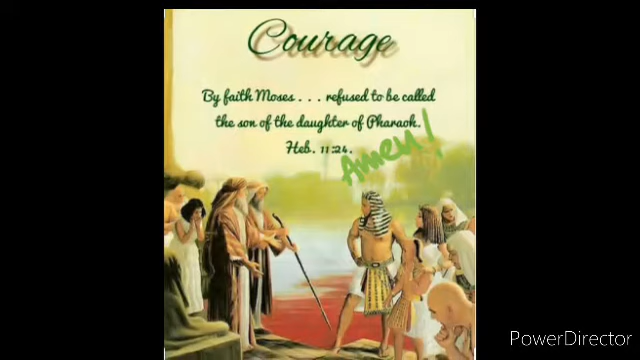 Courage
By faith Moses . . . refused to be called
the son of the daughter of Pharaoh.
Heb. 11:24.
Amen!
PowerDirector